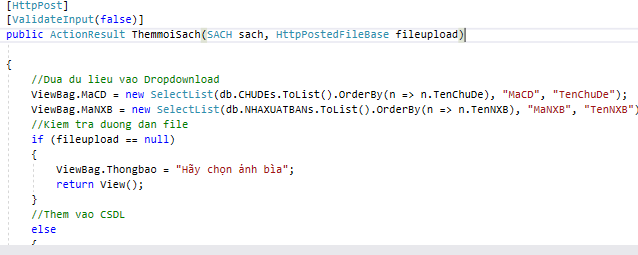 [HttpPost]
[ValidateInput(false)]
public ActionResult ThemmoiSach(SACH sach, HttpPostedFileBase fileupload)
{
//Dua du lieu vao Dropdownload
ViewBag.MaCD = new SelectList(db.CHUDEs.ToList().OrderBy(n => n.TenChuDe), "MaCD", "TenChuDe");
ViewBag.MaNXB = new SelectList(db.NHAXUATBANs.ToList().OrderBy(n => n.TenNXB), "MaNXB", "TenNXB")
//Kiem tra duong dan file
if (fileupload == null)
{
ViewBag.Thongbao = "Hãy chọn ảnh bìa";
return View();
}
//Them vao CSDL
else
{